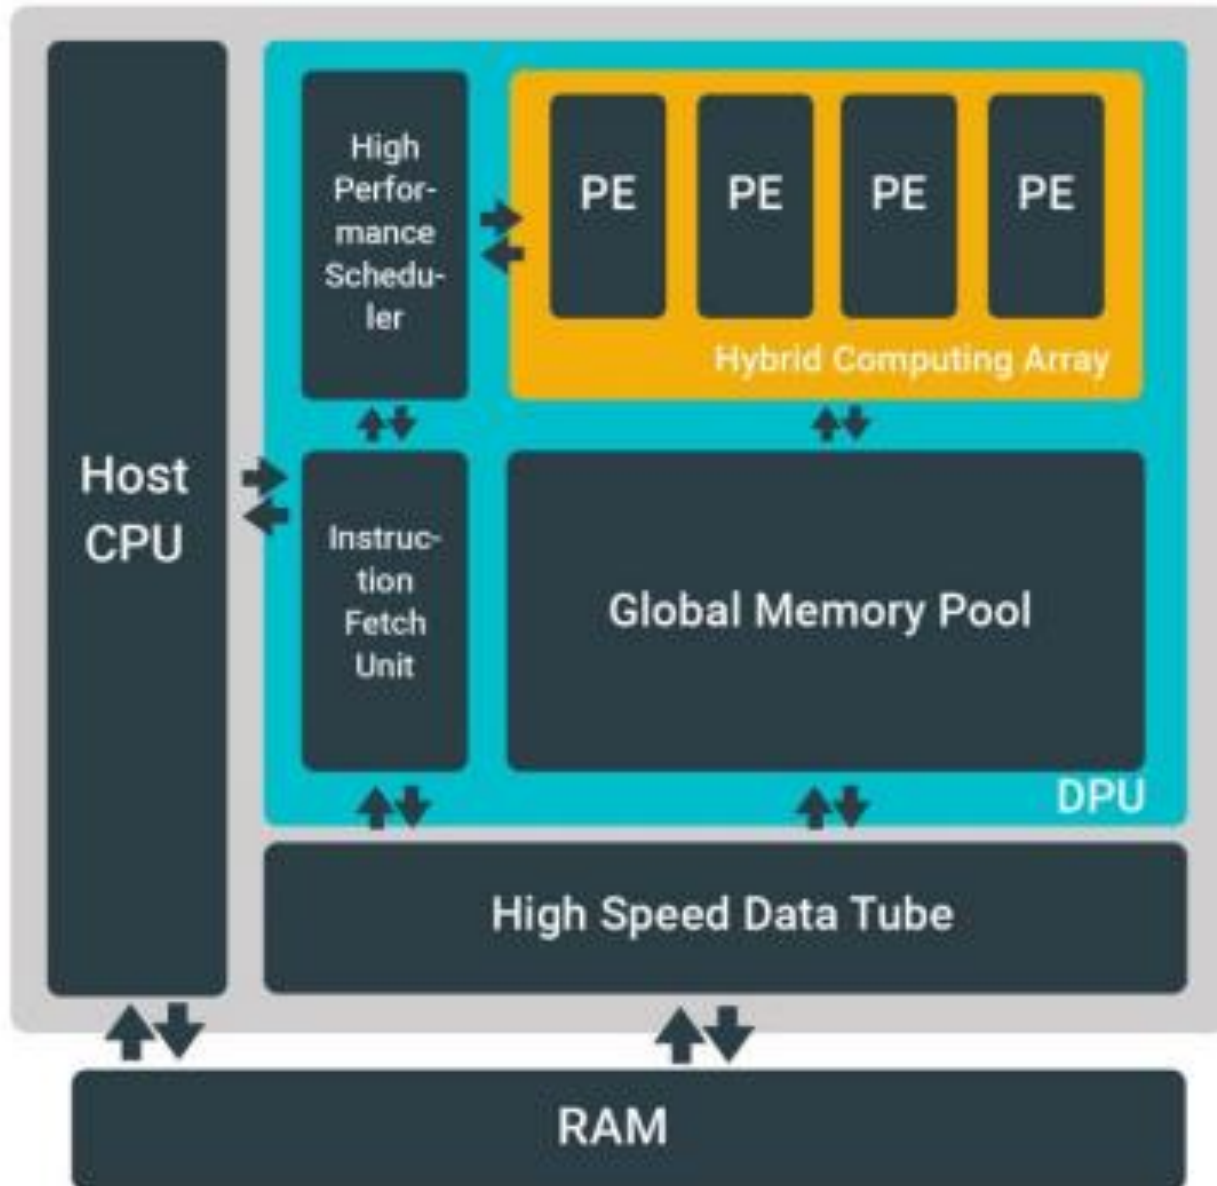 High
Perfor-
mance
Schedu-
ler
PE
PE
PE
PE
Hybrid Computing Array
Host
CPU
Instruc-
tion
Fetch
Unit
Global Memory Pool
DPU
High Speed Data Tube
RAM